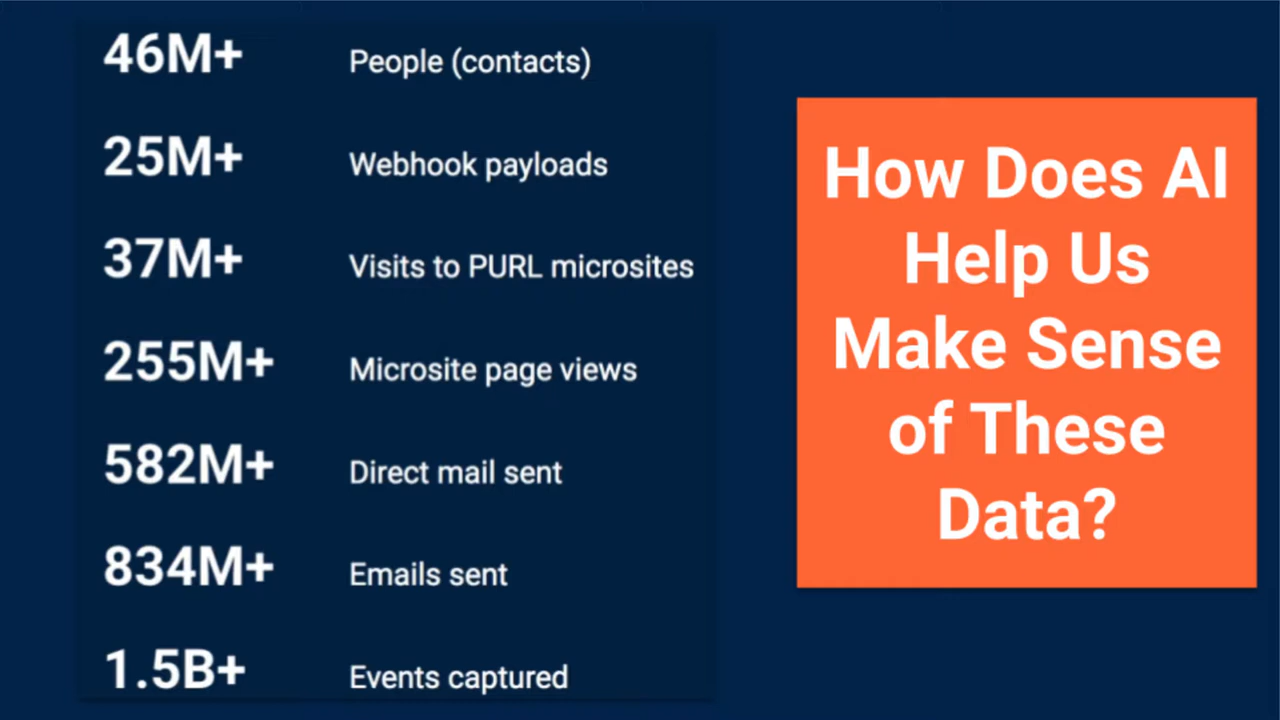 46M+ People (contacts)
25M+ Webhook payloads
37M+ Visits to PURL microsites
255M+ Microsite page views
582M+ Direct mail sent
834M+ Emails sent
1.5B+ Events captured
How Does AI
Help Us
Make Sense
of These
Data?